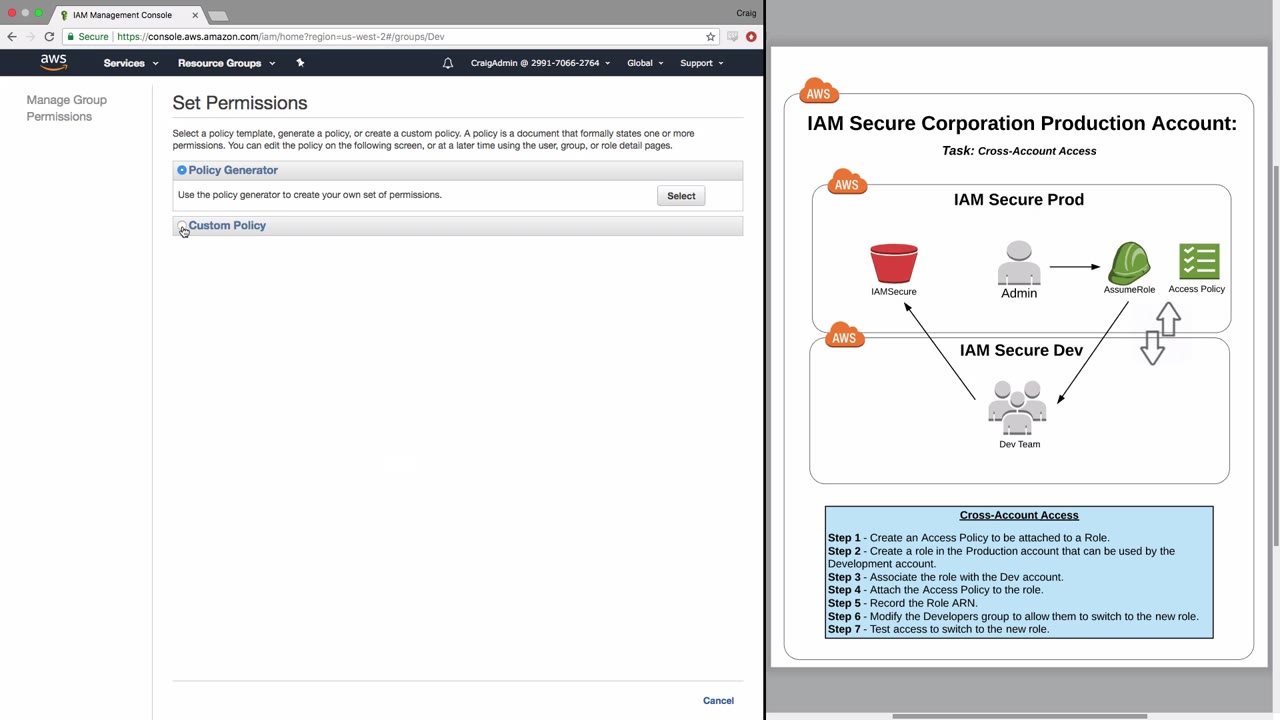 IAM Management Console
Craig
Secure
https://console.aws.amazon.com/iam/home?region=us-west-2#/groups/Dev
aws
Services
Resource Groups
CraigAdmin @ 2991-7066-2764
Global
Support
Manage Group
Permissions
Set Permissions
Select a policy template, generate a policy, or create a custom policy. A policy is a document that formally states one or more
permissions. You can edit the policy on the following screen, or at a later time using the user, group, or role detail pages.
Policy Generator
Use the policy generator to create your own set of permissions.
Select
Custom Policy
Cancel
AWS
IAM Secure Corporation Production Account:
Task: Cross-Account Access
AWS
IAM Secure Prod
IAMSecure
Admin
AssumeRole
Access Policy
AWS
IAM Secure Dev
Dev Team
Cross-Account Access
Step 1 - Create an Access Policy to be attached to a Role.
Step 2 - Create a role in the Production account that can be used by the
Development account.
Step 3 - Associate the role with the Dev account.
Step 4 - Attach the Access Policy to the role.
Step 5 - Record the Role ARN.
Step 6 - Modify the Developers group to allow them to switch to the new role.
Step 7 - Test access to switch to the new role.